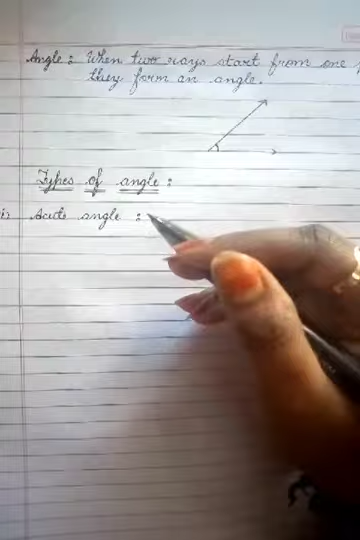 Angle : When two rays start from one
they form an angle.
Types of angle :
Acute angle :